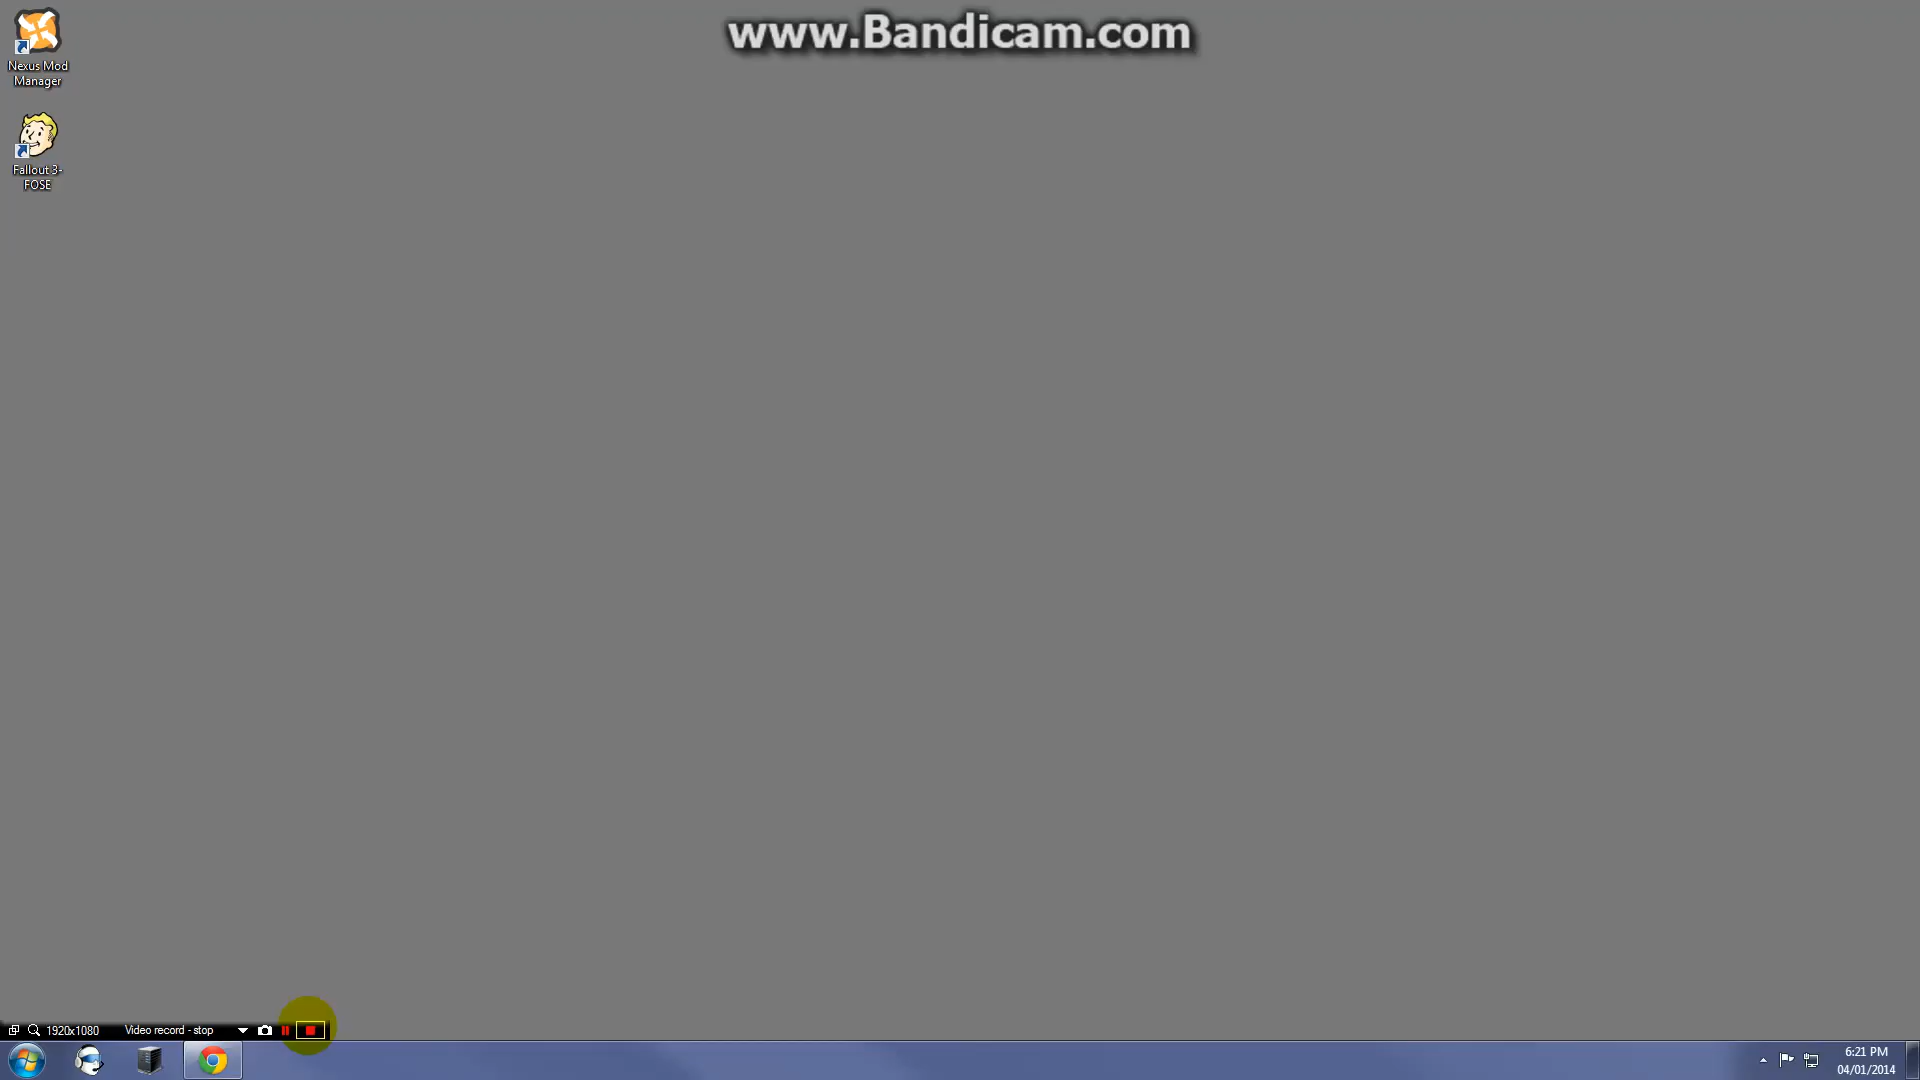 www.Bandicam.com
Nexus Mod
Manager
Fallout 3-
FOSE
1920x1080 Video record - stop
6:21 PM
04/01/2014